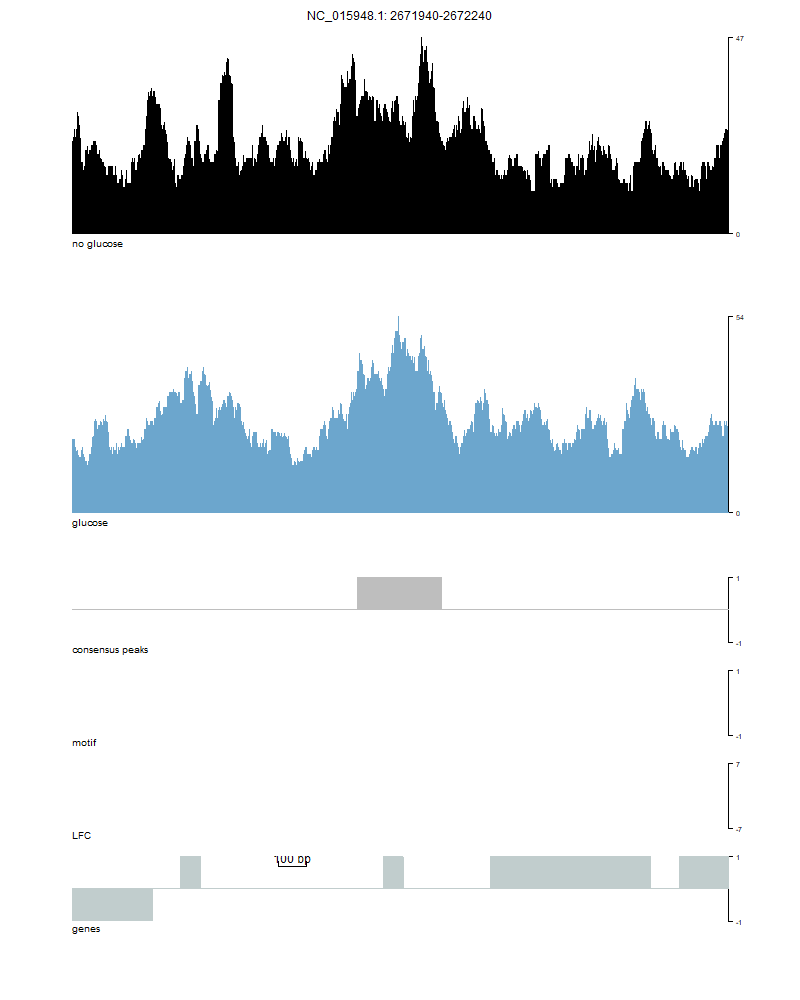 NC_015948.1: 2671940-2672240
47
0
no glucose
54
0
glucose
1
-1
consensus peaks
1
-1
motif
7
-7
LFC
100 bp
1
-1
genes